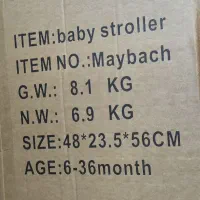 ITEM:baby stroller
ITEM NO.:Maybach
G.W.: 8.1 KG
N.W.: 6.9 KG
SIZE:48*23.5*56CM
AGE:6-36month